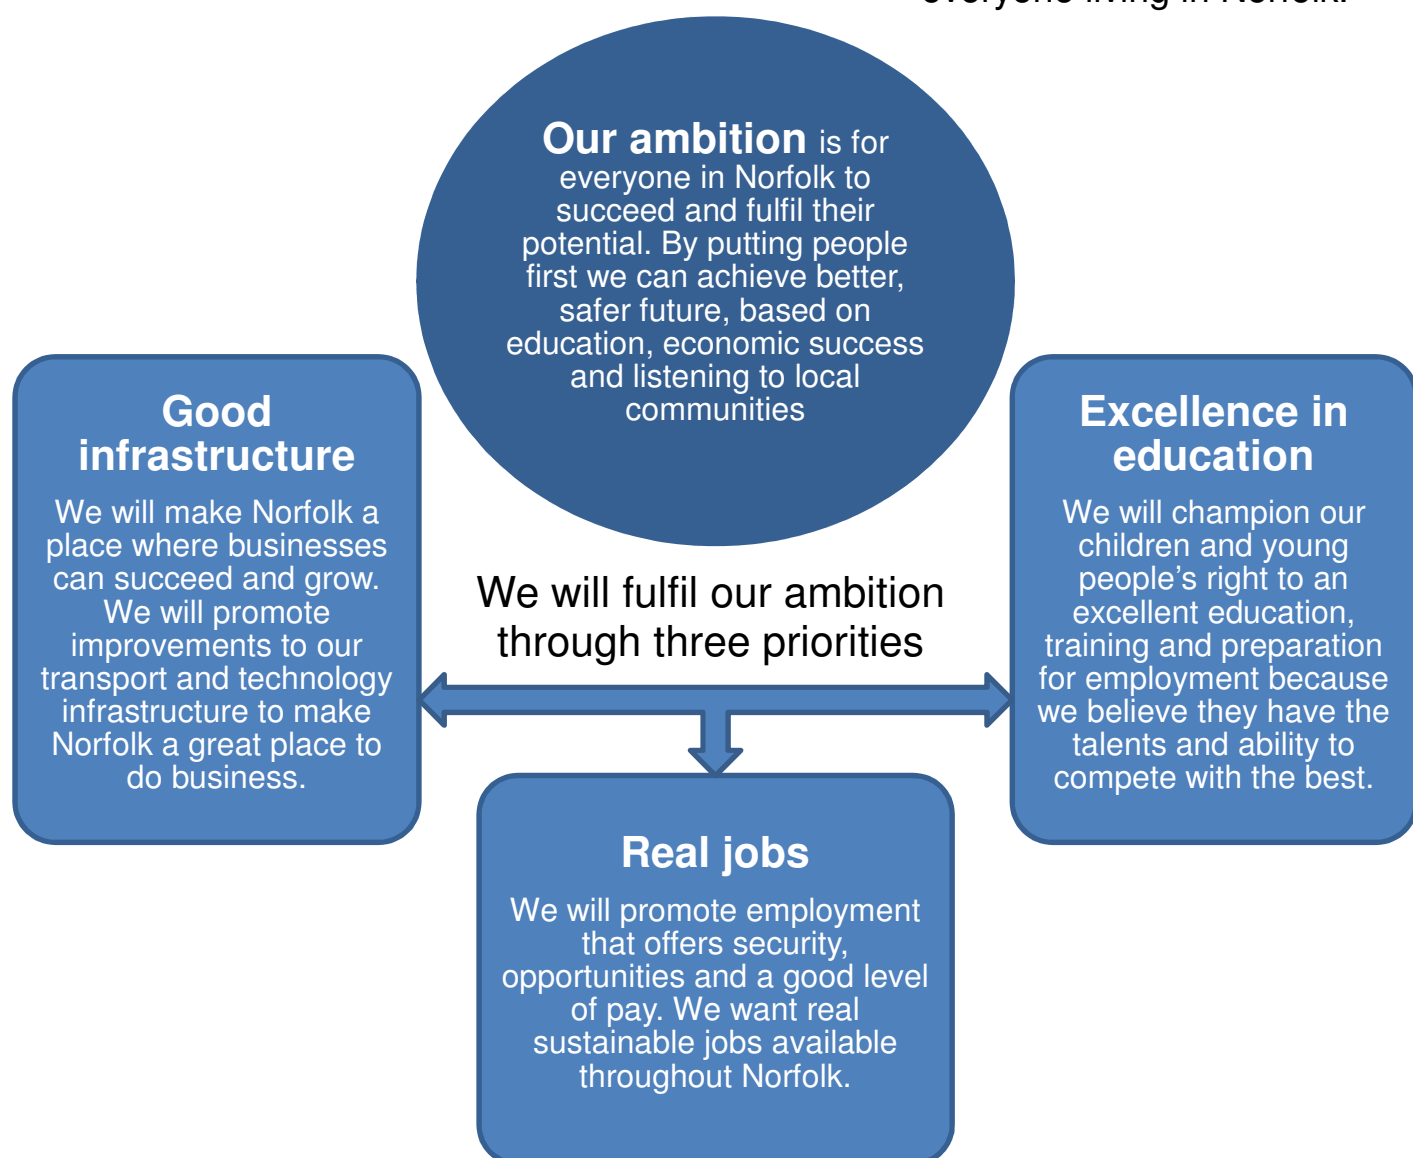 everyone living in Norfolk.
Our ambition is for
everyone in Norfolk to
succeed and fulfil their
potential. By putting people
first we can achieve better,
safer future, based on
education, economic success
and listening to local
communities
Good
infrastructure
We will make Norfolk a
place where businesses
can succeed and grow.
We will promote
improvements to our
transport and technology
infrastructure to make
Norfolk a great place to
do business.
We will fulfil our ambition
through three priorities
Excellence in
education
We will champion our
children and young
people’s right to an
excellent education,
training and preparation
for employment because
we believe they have the
talents and ability to
compete with the best.
Real jobs
We will promote employment
that offers security,
opportunities and a good level
of pay. We want real
sustainable jobs available
throughout Norfolk.